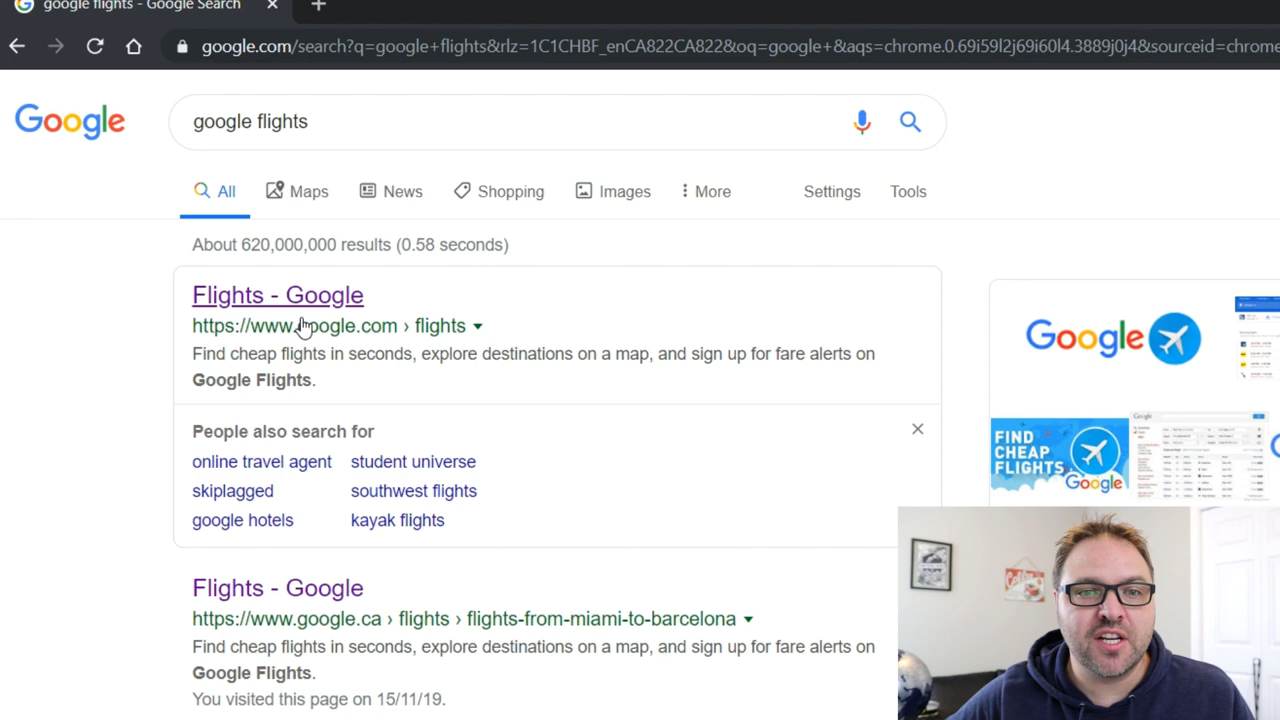 google flights - Google Search
google.com/search?q=google+flights&rlz=1C1CHBF_enCA822CA822&oq=google+&aqs=chrome.0.69i59l2j69i60l4.3889j0j4&sourceid=chrome
Google
google flights
All Maps News Shopping Images More Settings Tools
About 620,000,000 results (0.58 seconds)
Flights - Google
https://www.google.com › flights
Find cheap flights in seconds, explore destinations on a map, and sign up for fare alerts on
Google Flights.
People also search for
online travel agent student universe
skiplagged southwest flights
google hotels kayak flights
Flights - Google
https://www.google.ca › flights › flights-from-miami-to-barcelona
Find cheap flights in seconds, explore destinations on a map, and sign up for fare alerts on
Google Flights.
You visited this page on 15/11/19.
Google
FIND
CHEAP
FLIGHTS
Google